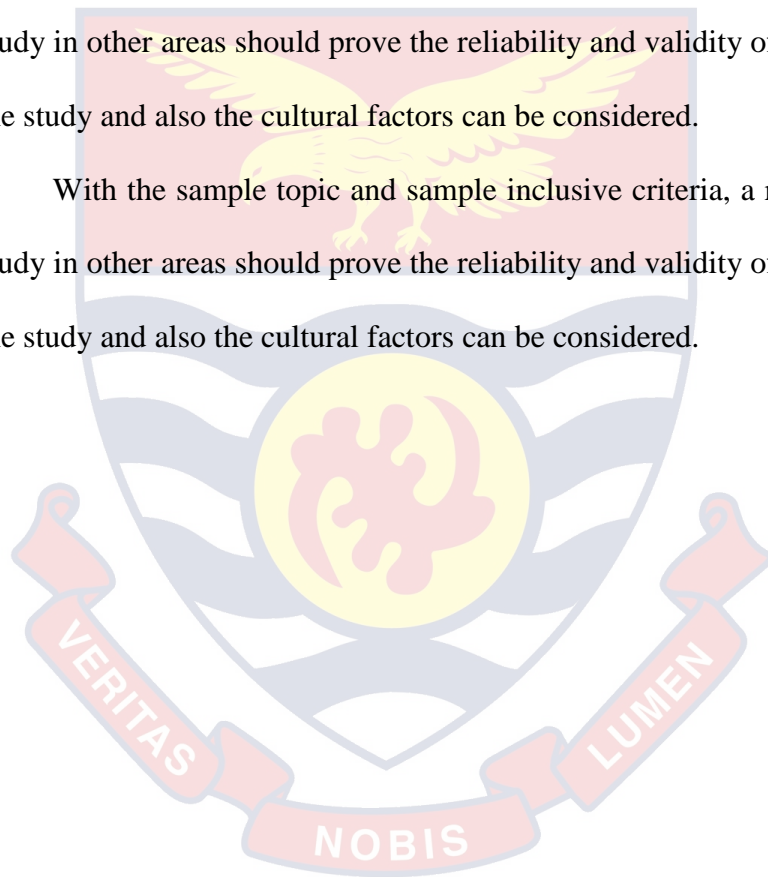 udy in other areas should prove the reliability and validity of
e study and also the cultural factors can be considered.
With the sample topic and sample inclusive criteria, a r
udy in other areas should prove the reliability and validity of
e study and also the cultural factors can be considered.
VERITAS
NOBIS
LUMEN